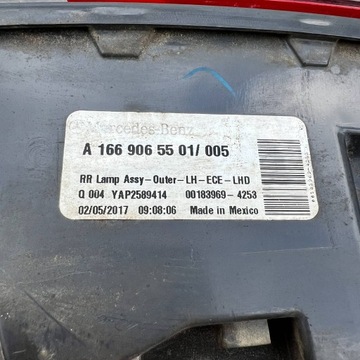 Mercedes-Benz
A 166 906 55 01/ 005
RR Lamp Assy-Outer-LH-ECE-LHD
Q 004 YAP2589414 00183969-4253
02/05/2017 09:08:06 Made in Mexico